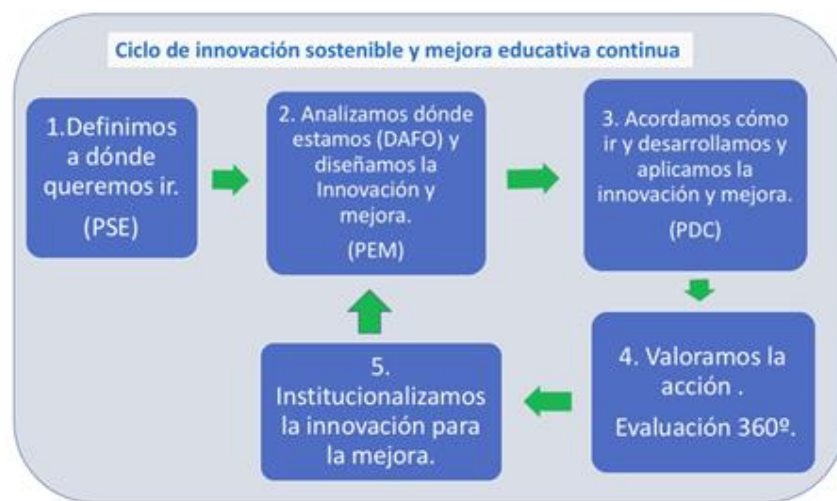 Ciclo de innovación sostenible y mejora educativa continua
1.Definimos
a dónde
queremos ir.
(PSE)
2. Analizamos dónde
estamos (DAFO) y
diseñamos la
Innovación y
mejora.
(PEM)
3. Acordamos cómo
ir y desarrollamos y
aplicamos la
innovación y mejora.
(PDC)
4. Valoramos la
acción .
Evaluación 360º.
5.
Institucionalizamos
la innovación para
la mejora.